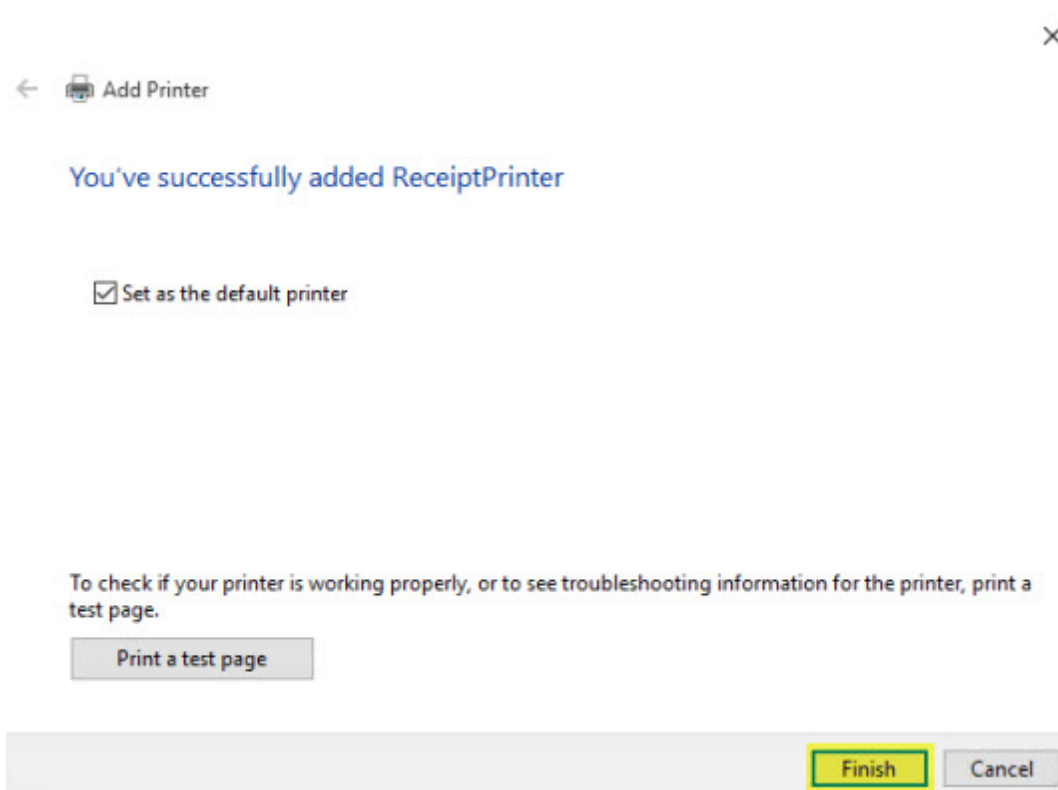 Add Printer
You've successfully added ReceiptPrinter
Set as the default printer
To check if your printer is working properly, or to see troubleshooting information for the printer, print a
test page.
Print a test page
Finish
Cancel